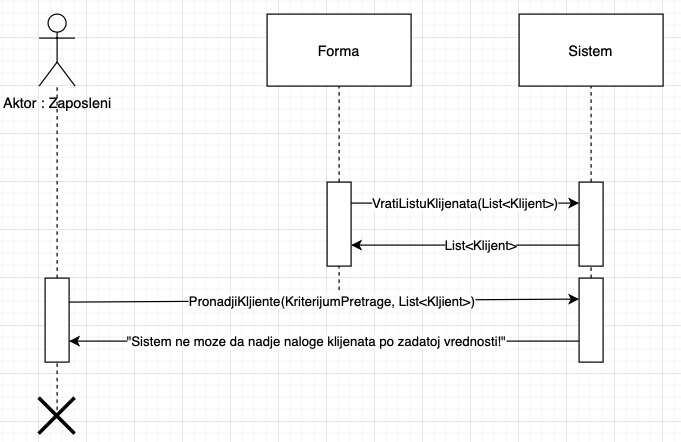 Forma
Sistem
Aktor : Zaposleni
VratiListuKlijenata(List<Klijent>)
List<Klijent>
PronadjiKljiente(KriterijumPretrage, List<Kljient>)
"Sistem ne moze da nadje naloge klijenata po zadatoj vrednosti!"